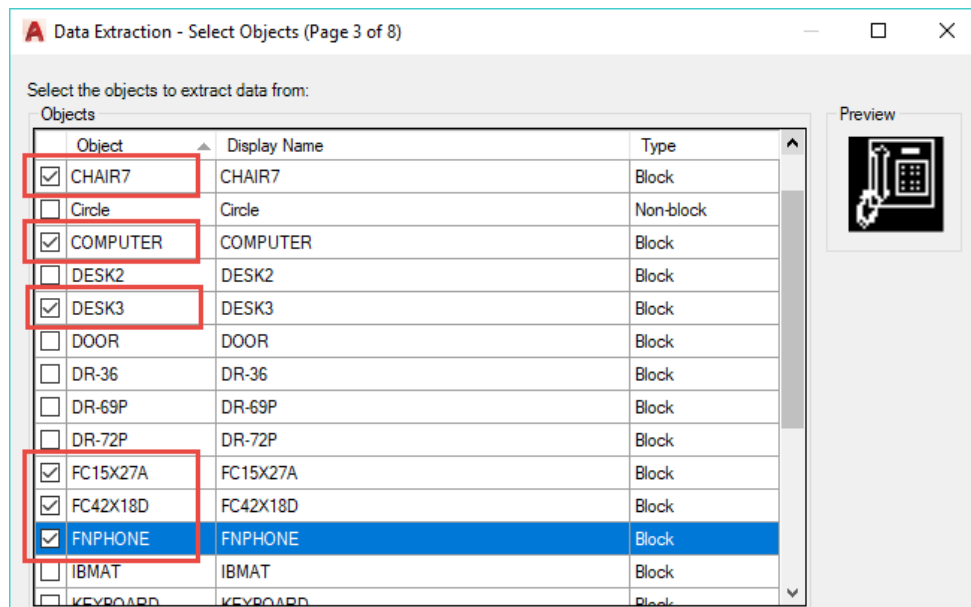 Data Extraction - Select Objects (Page 3 of 8)
Select the objects to extract data from:
Objects
Preview
Object Display Name Type
CHAIR7 CHAIR7 Block
Circle Circle Non-block
COMPUTER COMPUTER Block
DESK2 DESK2 Block
DESK3 DESK3 Block
DOOR DOOR Block
DR-36 DR-36 Block
DR-69P DR-69P Block
DR-72P DR-72P Block
FC15X27A FC15X27A Block
FC42X18D FC42X18D Block
FNPHONE FNPHONE Block
IBMAT IBMAT Block
KEYBOARD KEYBOARD Block